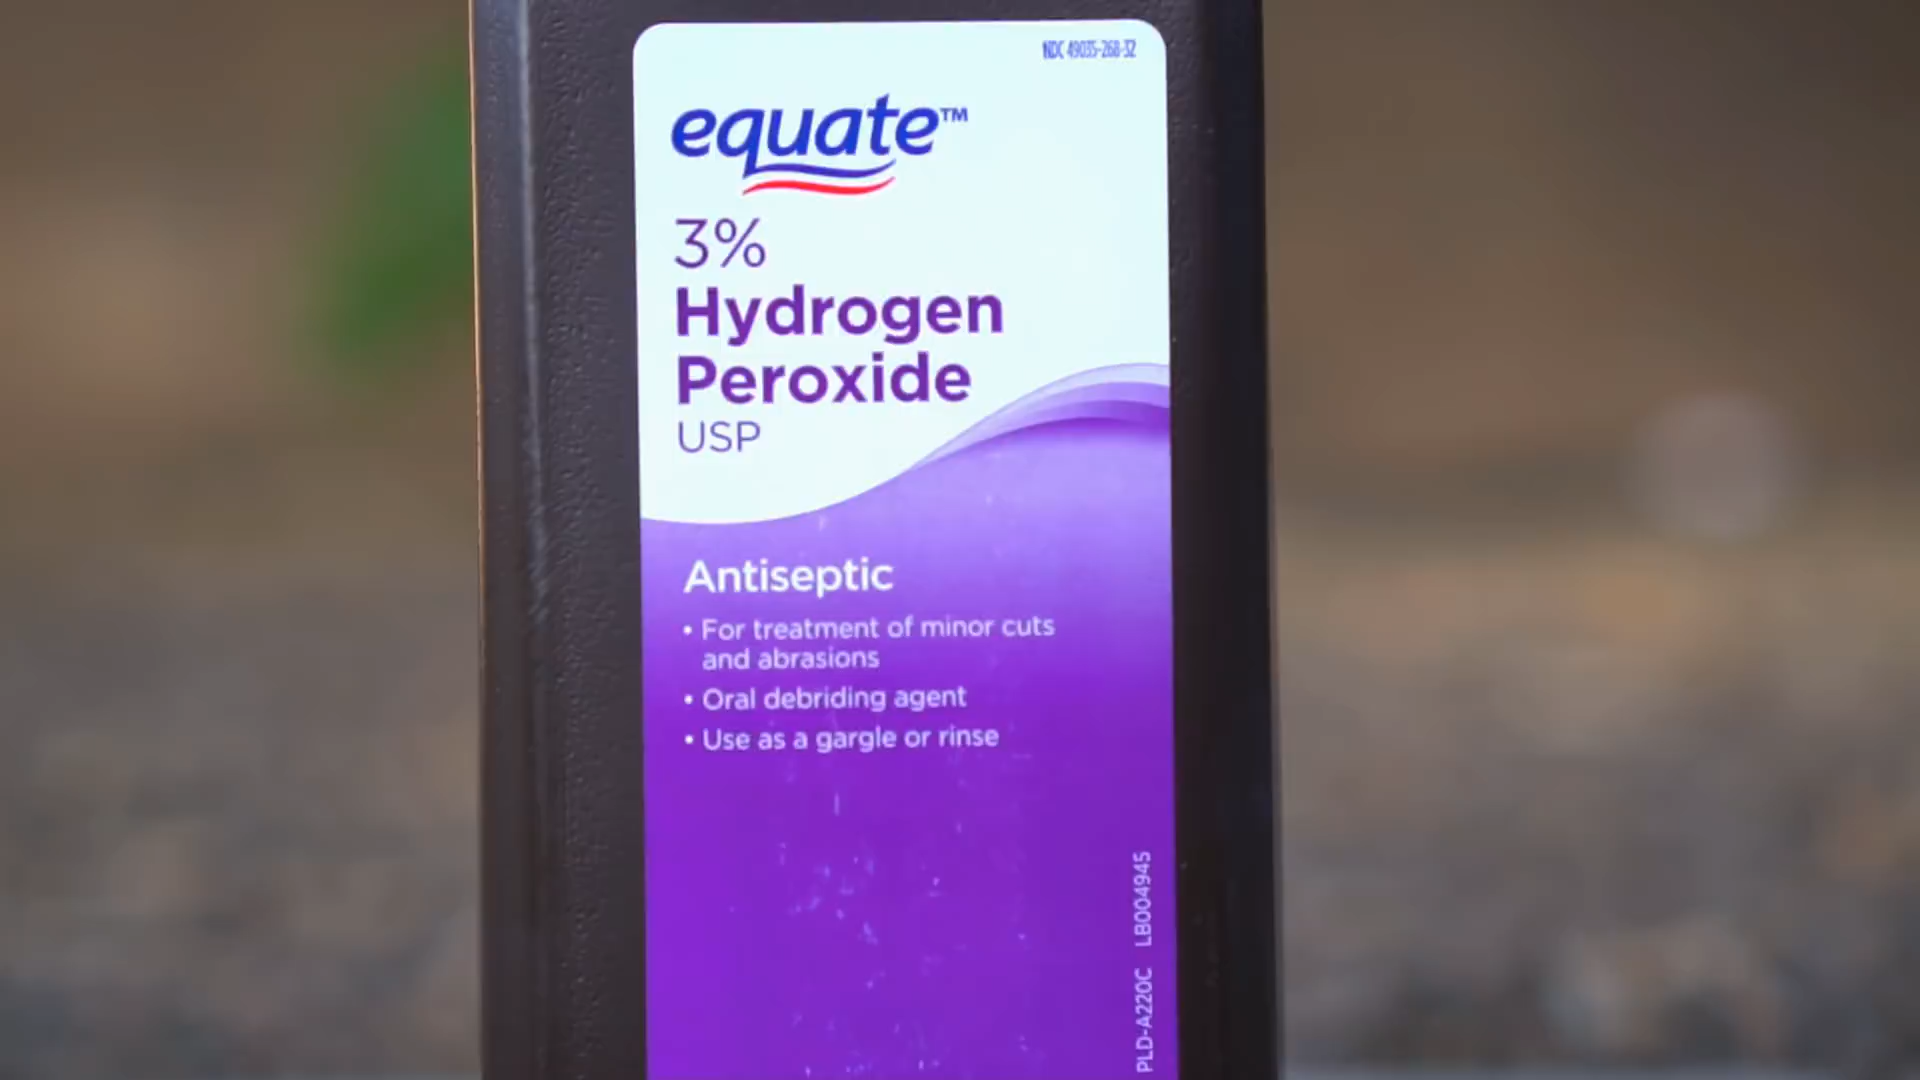 NDC 49035-268-32
equate™
3%
Hydrogen
Peroxide
USP
Antiseptic
• For treatment of minor cuts
and abrasions
• Oral debriding agent
• Use as a gargle or rinse
PLD-A220C LB004945